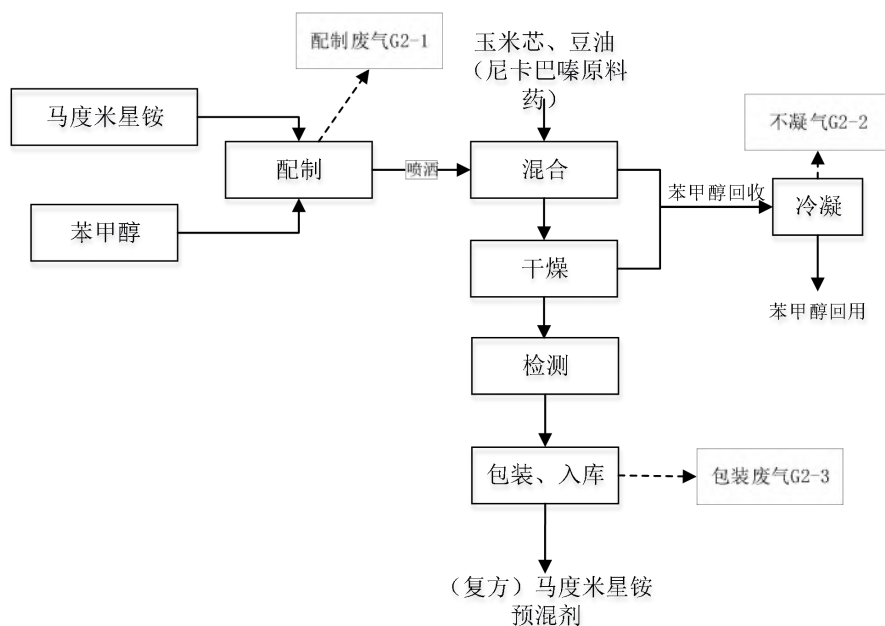 配制废气G2-1
玉米芯、豆油
（尼卡巴嗪原料
药）
马度米星铵
不凝气G2-2
配制
喷洒
混合
苯甲醇回收
冷凝
苯甲醇
干燥
苯甲醇回用
检测
包装、入库
包装废气G2-3
（复方）马度米星铵
预混剂